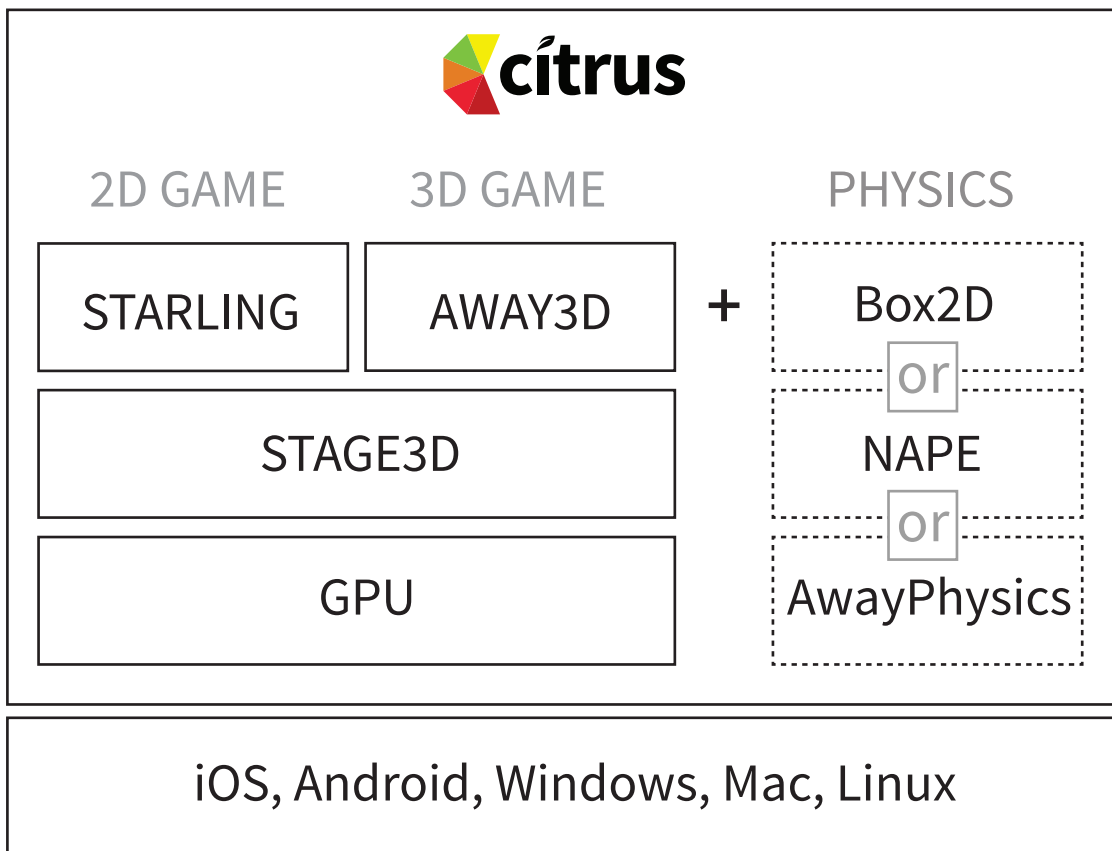 cítrus
2D GAME
3D GAME
PHYSICS
STARLING
AWAY3D
+
Box2D
or
STAGE3D
NAPE
or
GPU
AwayPhysics
iOS, Android, Windows, Mac, Linux